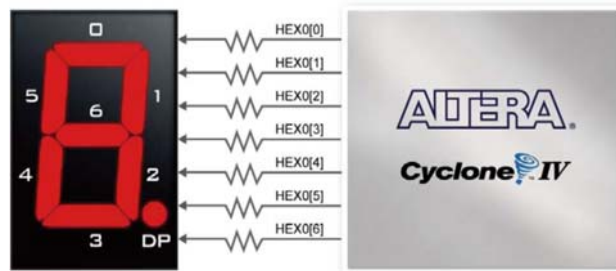 0
5
1
6
4
2
3
DP
HEX0[0]
HEX0[1]
HEX0[2]
HEX0[3]
HEX0[4]
HEX0[5]
HEX0[6]
ALTERA®
Cyclone™ IV